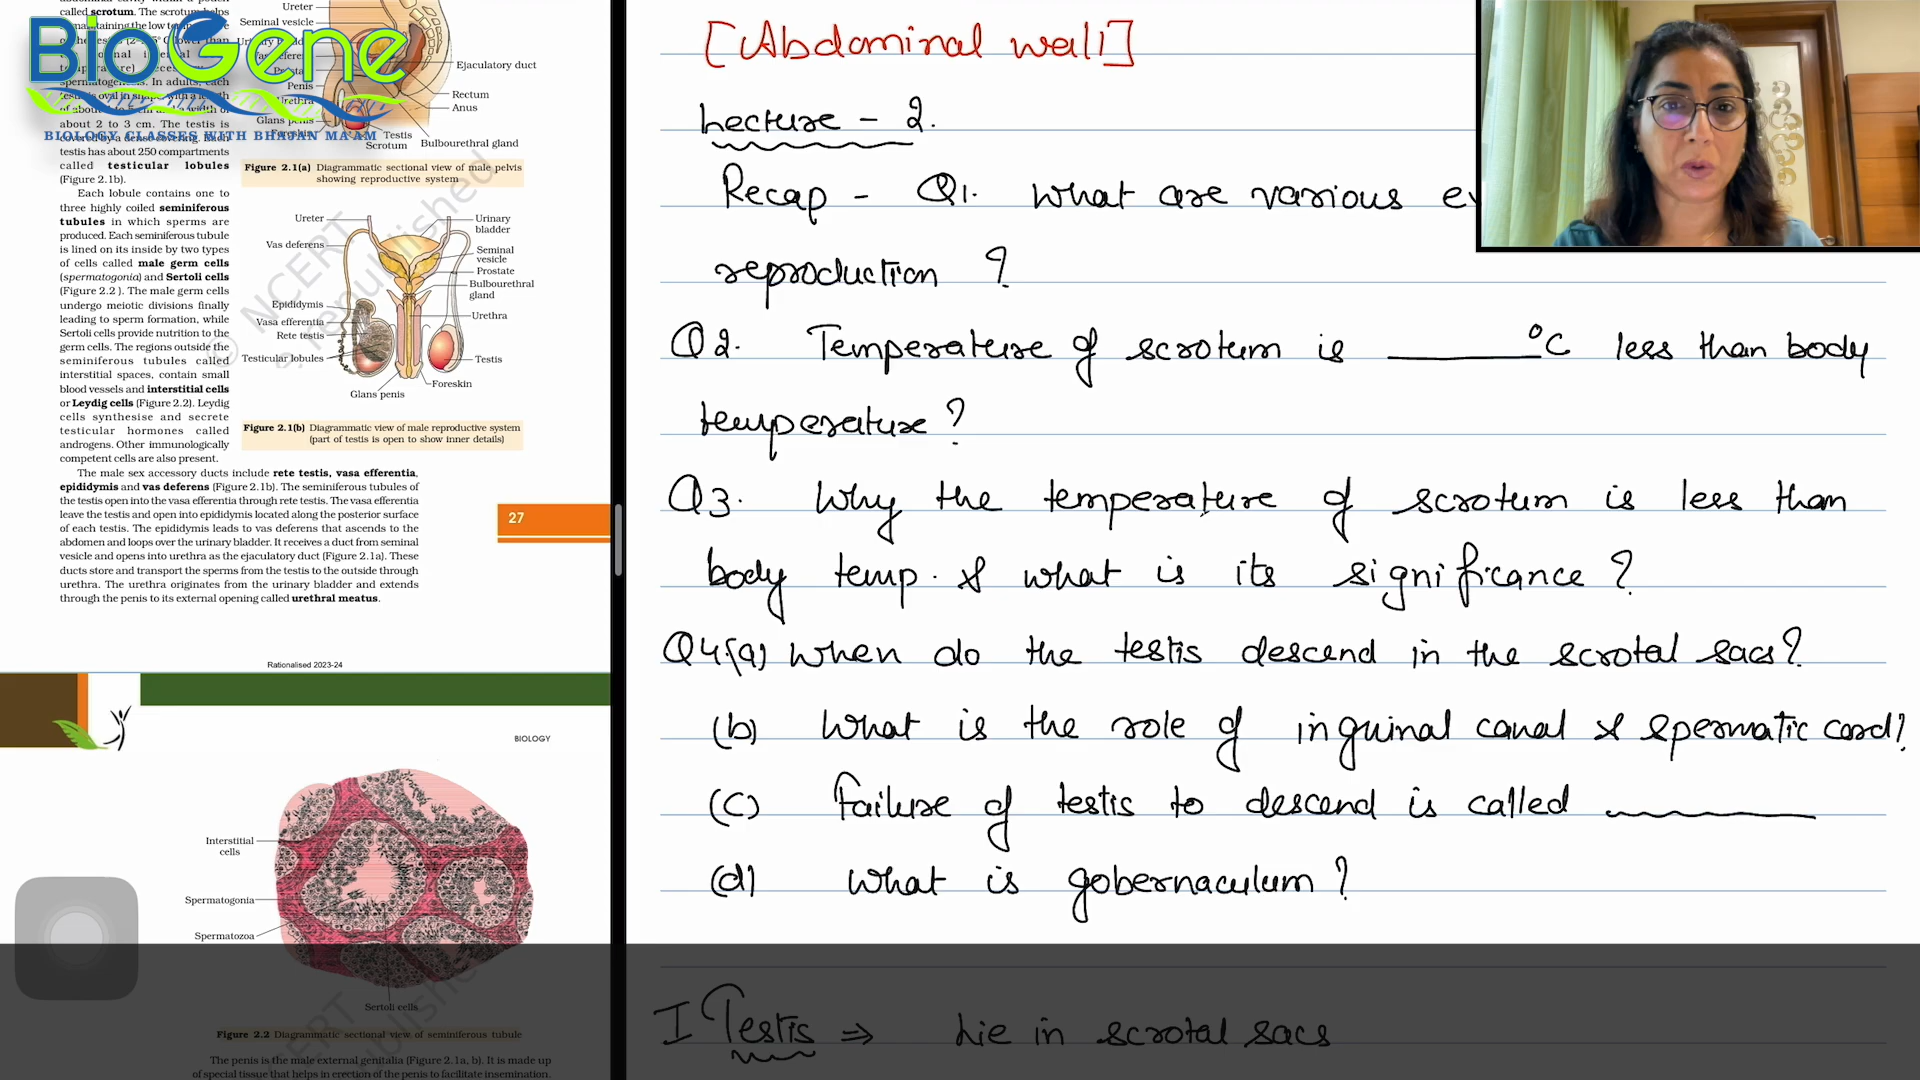 called scrotum. The scrotum helps
testis has about 250 compartments
called testicular lobules
(Figure 2.1b).
Each lobule contains one to
three highly coiled seminiferous
tubules in which sperms are
produced. Each seminiferous tubule
is lined on its inside by two types
of cells called male germ cells
(spermatogonia) and Sertoli cells
(Figure 2.2 ). The male germ cells
undergo meiotic divisions finally
leading to sperm formation, while
Sertoli cells provide nutrition to the
germ cells. The regions outside the
seminiferous tubules called
interstitial spaces, contain small
blood vessels and interstitial cells
or Leydig cells (Figure 2.2). Leydig
cells synthesise and secrete
testicular hormones called
androgens. Other immunologically
competent cells are also present.
The male sex accessory ducts include rete testis, vasa efferentia,
epididymis and vas deferens (Figure 2.1b). The seminiferous tubules of
the testis open into the vasa efferentia through rete testis. The vasa efferentia
leave the testis and open into epididymis located along the posterior surface
of each testis. The epididymis leads to vas deferens that ascends to the
abdomen and loops over the urinary bladder. It receives a duct from seminal
vesicle and opens into urethra as the ejaculatory duct (Figure 2.1a). These
ducts store and transport the sperms from the testis to the outside through
urethra. The urethra originates from the urinary bladder and extends
through the penis to its external opening called urethral meatus.
BioGene
BIOLOGY CLASSES WITH BHAJAN MA'AM
Ureter
Seminal vesicle
Penis
Urethra
Glans penis
Ejaculatory duct
Rectum
Anus
Testis
Scrotum
Bulbourethral gland
Figure 2.1(a) Diagrammatic sectional view of male pelvis
showing reproductive system
Ureter
Vas deferens
Epididymis
Vasa efferentia
Rete testis
Testicular lobules
Glans penis
Urinary
bladder
Seminal
vesicle
Prostate
Bulbourethral
gland
Urethra
Testis
Foreskin
Figure 2.1(b) Diagrammatic view of male reproductive system
(part of testis is open to show inner details)
27
Rationalised 2023-24
BIOLOGY
Interstitial
cells
Spermatogonia
Spermatozoa
Sertoli cells
Figure 2.2 Diagrammatic sectional view of seminiferous tubule
The penis is the male external genitalia (Figure 2.1a, b). It is made up
of special tissue that helps in erection of the penis to facilitate insemination.
[Abdominal wall]
Lecture - 2.
Recap - Q1. What are various
reproduction ?
Q2. Temperature of scrotum is ______°C less than body
temperature?
Q3. Why the temperature of scrotum is less than
body temp. & what is its significance ?
Q4(a) When do the testis descend in the scrotal sacs?
(b) What is the role of inguinal canal & spermatic cord?
(c) Failure of testis to descend is called ______
(d) What is gobernaculum ?
I Testis ⇒ Lie in scrotal sacs